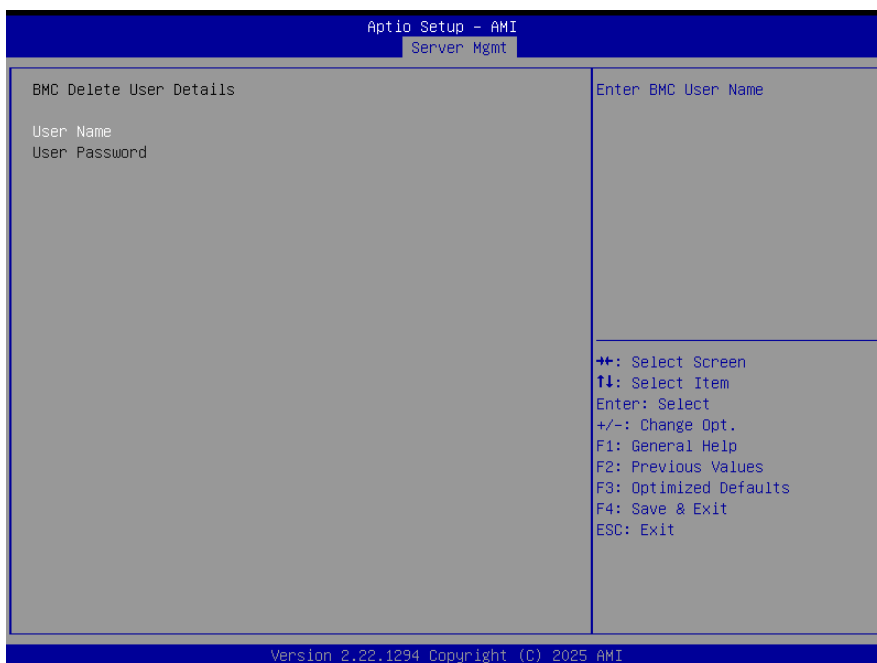 Aptio Setup – AMI
Server Mgmt
BMC Delete User Details
User Name
User Password
Enter BMC User Name
→←: Select Screen
↑↓: Select Item
Enter: Select
+/-: Change Opt.
F1: General Help
F2: Previous Values
F3: Optimized Defaults
F4: Save & Exit
ESC: Exit
Version 2.22.1294 Copyright (C) 2025 AMI